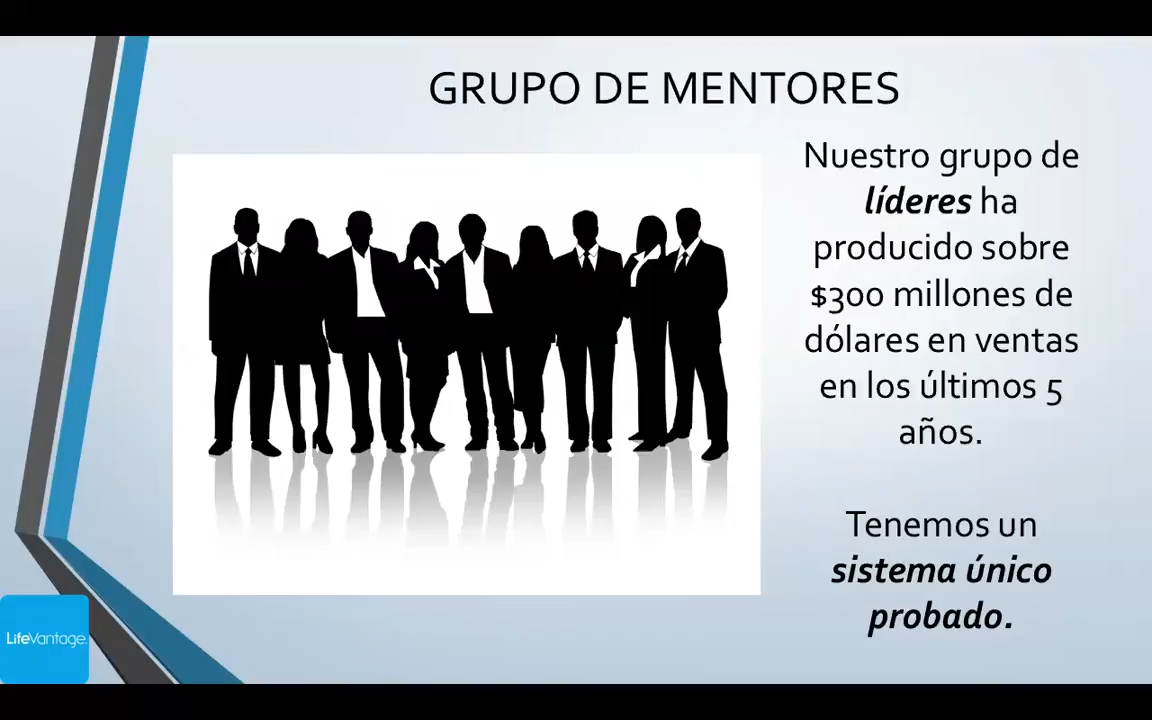 GRUPO DE MENTORES
Nuestro grupo de
líderes ha
producido sobre
$300 millones de
dólares en ventas
en los últimos 5
años.
Tenemos un
sistema único
probado.
LifeVantage.